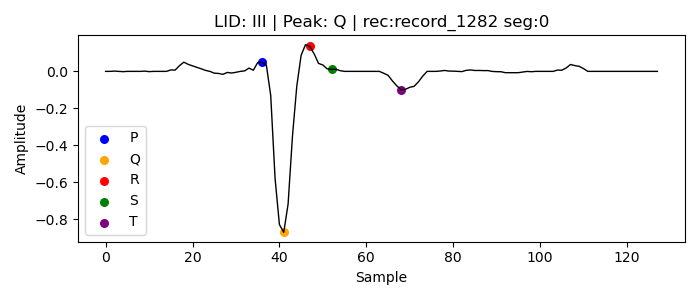 LID: III | Peak: Q | rec:record_1282 seg:0
Amplitude
0.0
−0.2
−0.4
−0.6
−0.8
P
Q
R
S
T
0 20 40 60 80 100 120
Sample